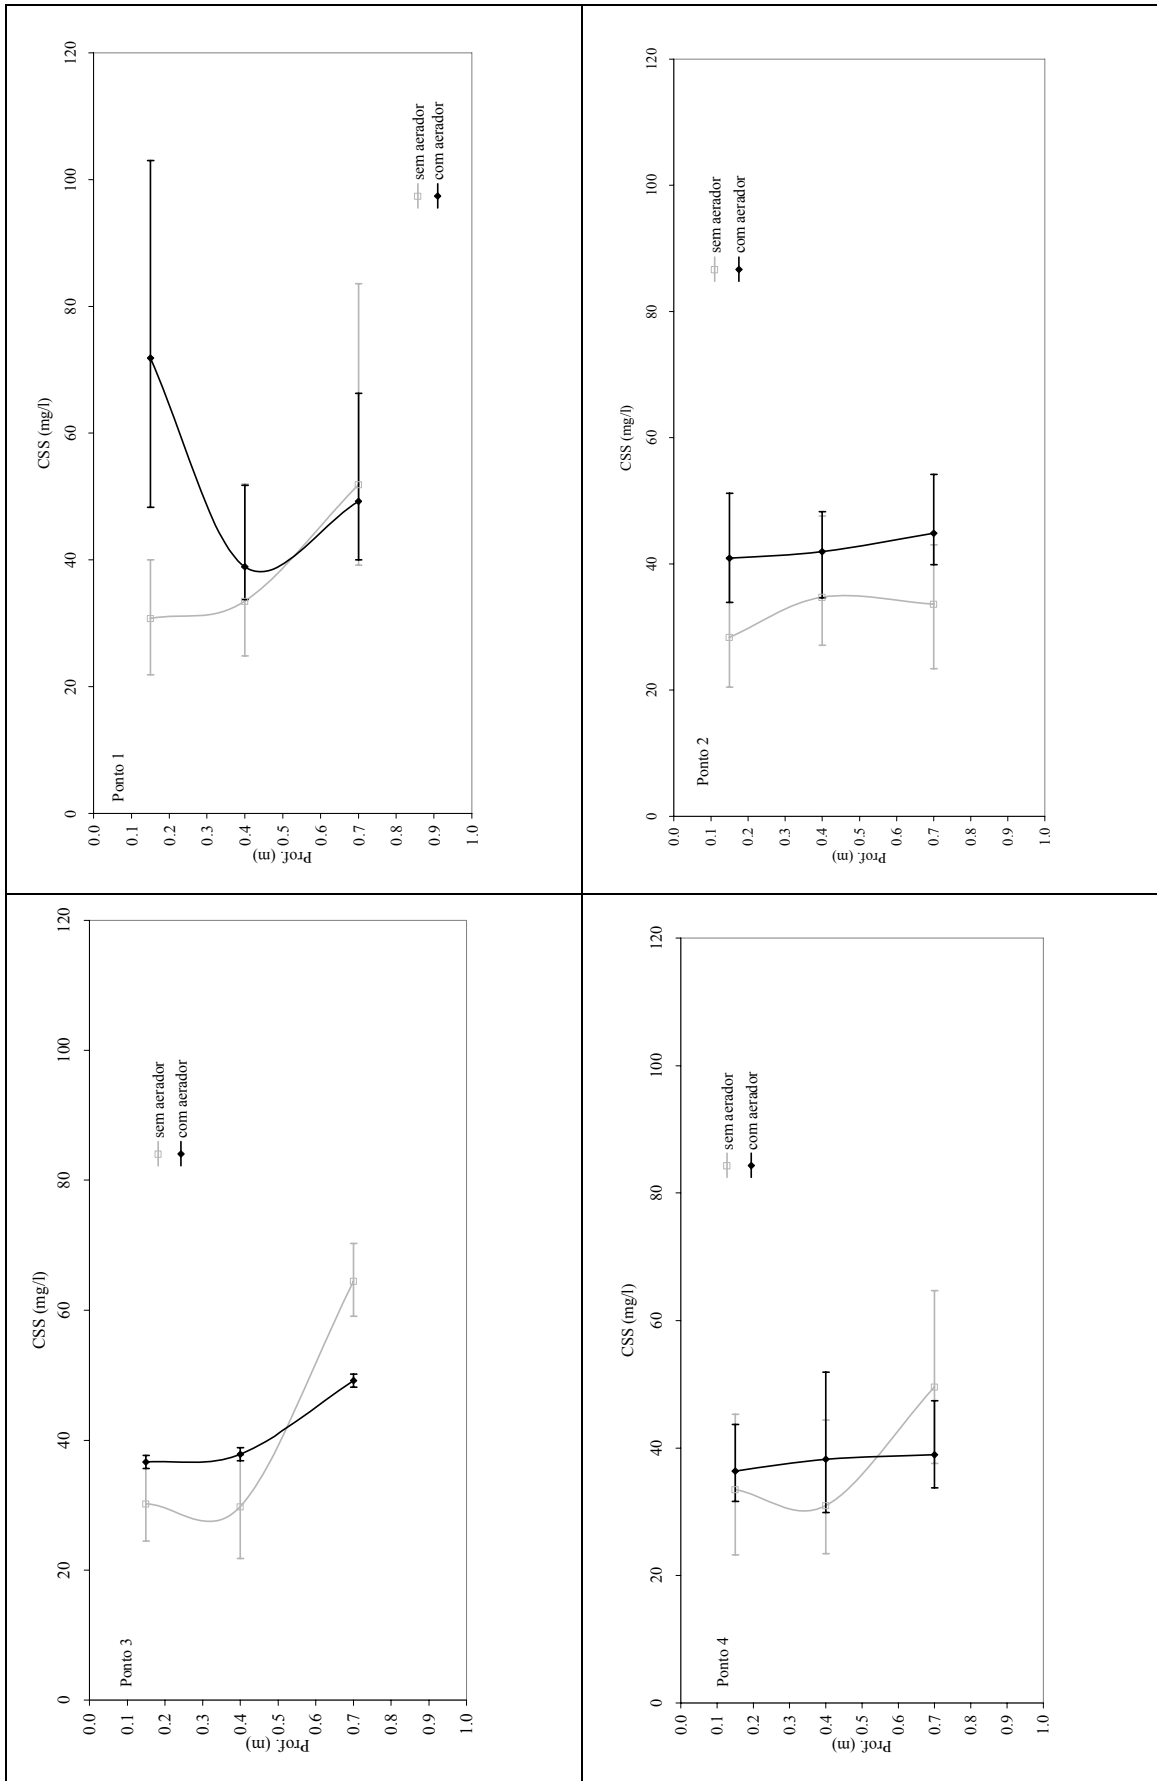 CSS (mg/l)
0 20 40 60 80 100 120
0.0
0.1
0.2
0.3
0.4
0.5
0.6
0.7
0.8
0.9
1.0
Prof. (m)
Ponto 1
sem aerador
com aerador
CSS (mg/l)
0 20 40 60 80 100 120
0.0
0.1
0.2
0.3
0.4
0.5
0.6
0.7
0.8
0.9
1.0
Prof. (m)
Ponto 2
sem aerador
com aerador
CSS (mg/l)
0 20 40 60 80 100 120
0.0
0.1
0.2
0.3
0.4
0.5
0.6
0.7
0.8
0.9
1.0
Prof. (m)
Ponto 3
sem aerador
com aerador
CSS (mg/l)
0 20 40 60 80 100 120
0.0
0.1
0.2
0.3
0.4
0.5
0.6
0.7
0.8
0.9
1.0
Prof. (m)
Ponto 4
sem aerador
com aerador